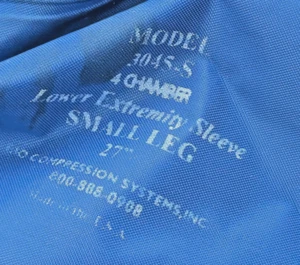 MODEL
3045-S
4 CHAMBER
Lower Extremity Sleeve
SMALL LEG
27"
COMPRESSION SYSTEMS, INC.
800-888-0908
Made in the U.S.A.